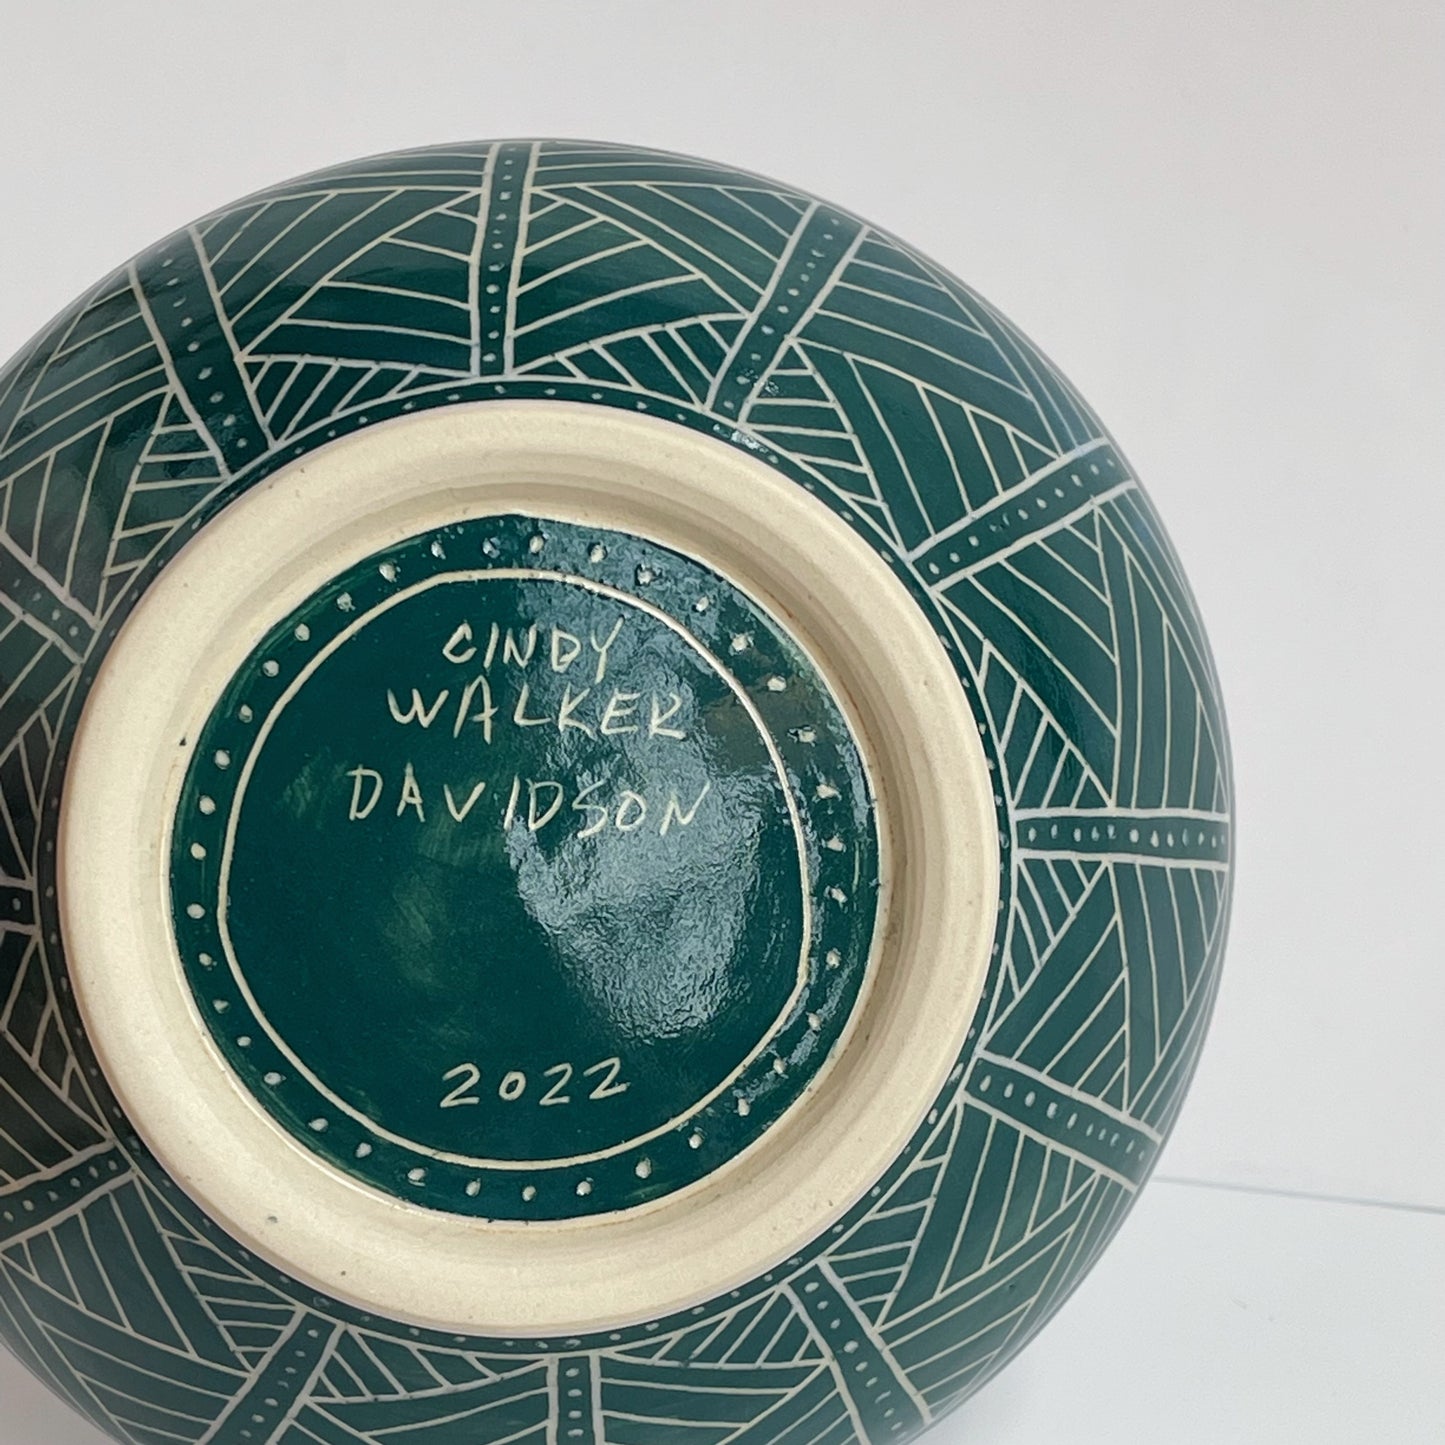 CINDY
WALKER
DAVIDSON
2022